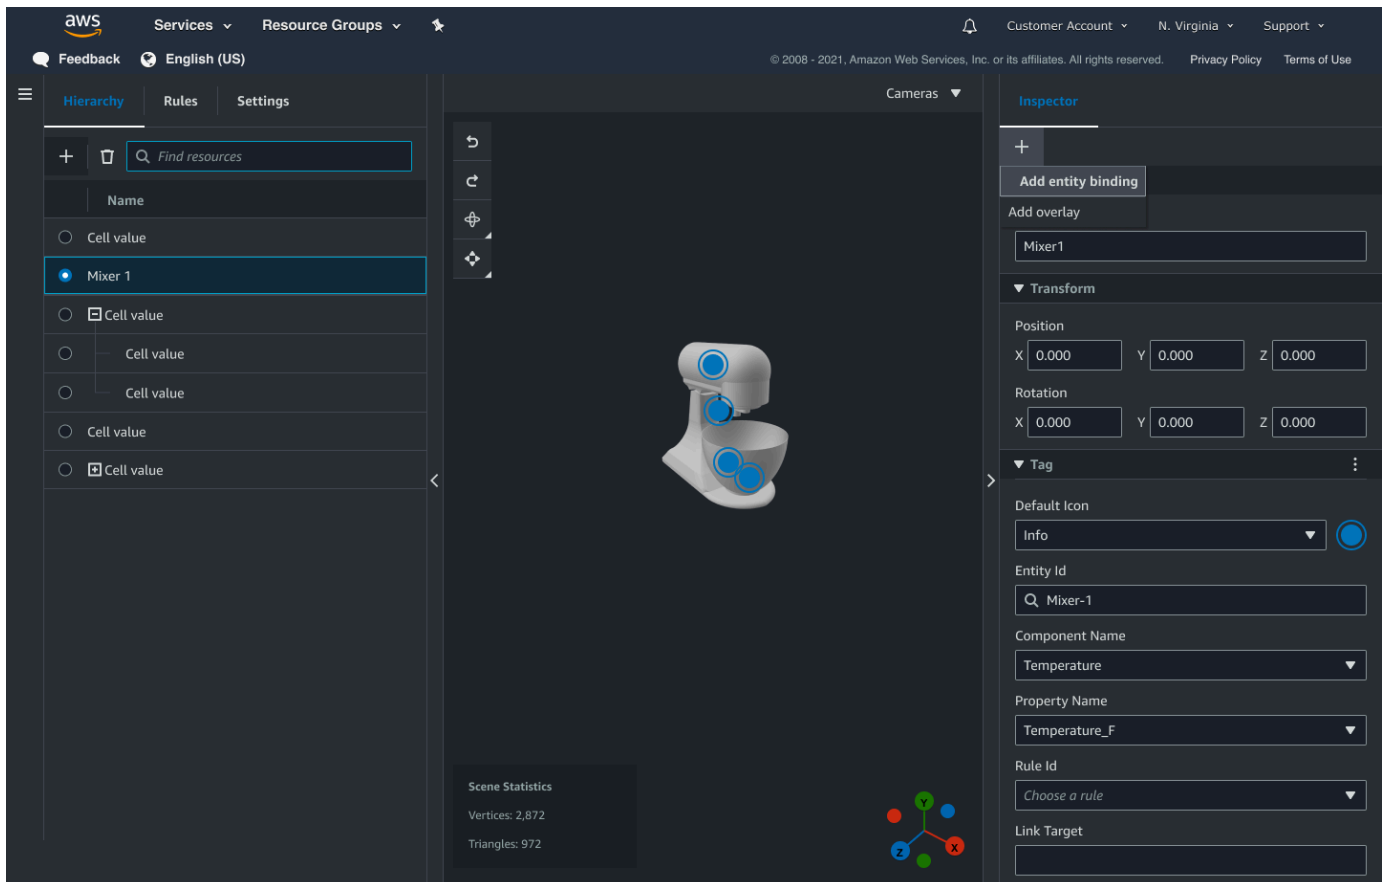 aws
Services
Resource Groups
Customer Account
N. Virginia
Support
Feedback
English (US)
© 2008 - 2021, Amazon Web Services, Inc. or its affiliates. All rights reserved.
Privacy Policy
Terms of Use
Hierarchy
Rules
Settings
Find resources
Name
Cell value
Mixer 1
Cell value
Cell value
Cell value
Cell value
Cell value
Cameras
Scene Statistics
Vertices: 2,872
Triangles: 972
Y
Z
X
Inspector
Add entity binding
Add overlay
Mixer1
Transform
Position
X 0.000 Y 0.000 Z 0.000
Rotation
X 0.000 Y 0.000 Z 0.000
Tag
Default Icon
Info
Entity Id
Mixer-1
Component Name
Temperature
Property Name
Temperature_F
Rule Id
Choose a rule
Link Target